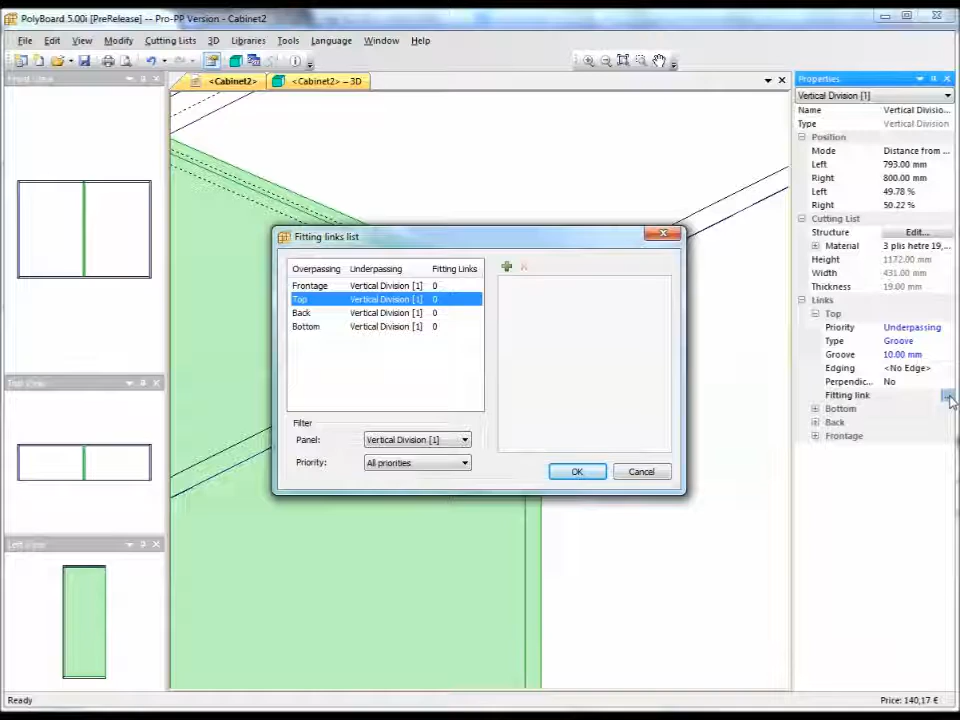 PolyBoard 5.00i [PreRelease] -- Pro-PP Version - Cabinet2
File Edit View Modify Cutting Lists 3D Libraries Tools Language Window Help
<Cabinet2> <Cabinet2> – 3D
Properties
Vertical Division [1]
Name Vertical Divisio...
Type Vertical Division
Position
Mode Distance from ...
Left 793.00 mm
Right 800.00 mm
Left 49.78 %
Right 50.22 %
Cutting List
Structure Edit...
Material 3 plis hetre 19,...
Height 1172.00 mm
Width 431.00 mm
Thickness 19.00 mm
Links
Top
Priority Underpassing
Type Groove
Groove 10.00 mm
Edging <No Edge>
Perpendic... No
Fitting link ...
Bottom
Back
Frontage
Fitting links list
Overpassing Underpassing Fitting Links
Frontage Vertical Division [1] 0
Top Vertical Division [1] 0
Back Vertical Division [1] 0
Bottom Vertical Division [1] 0
Filter
Panel: Vertical Division [1]
Priority: All priorities
OK Cancel
Ready Price: 140,17 €